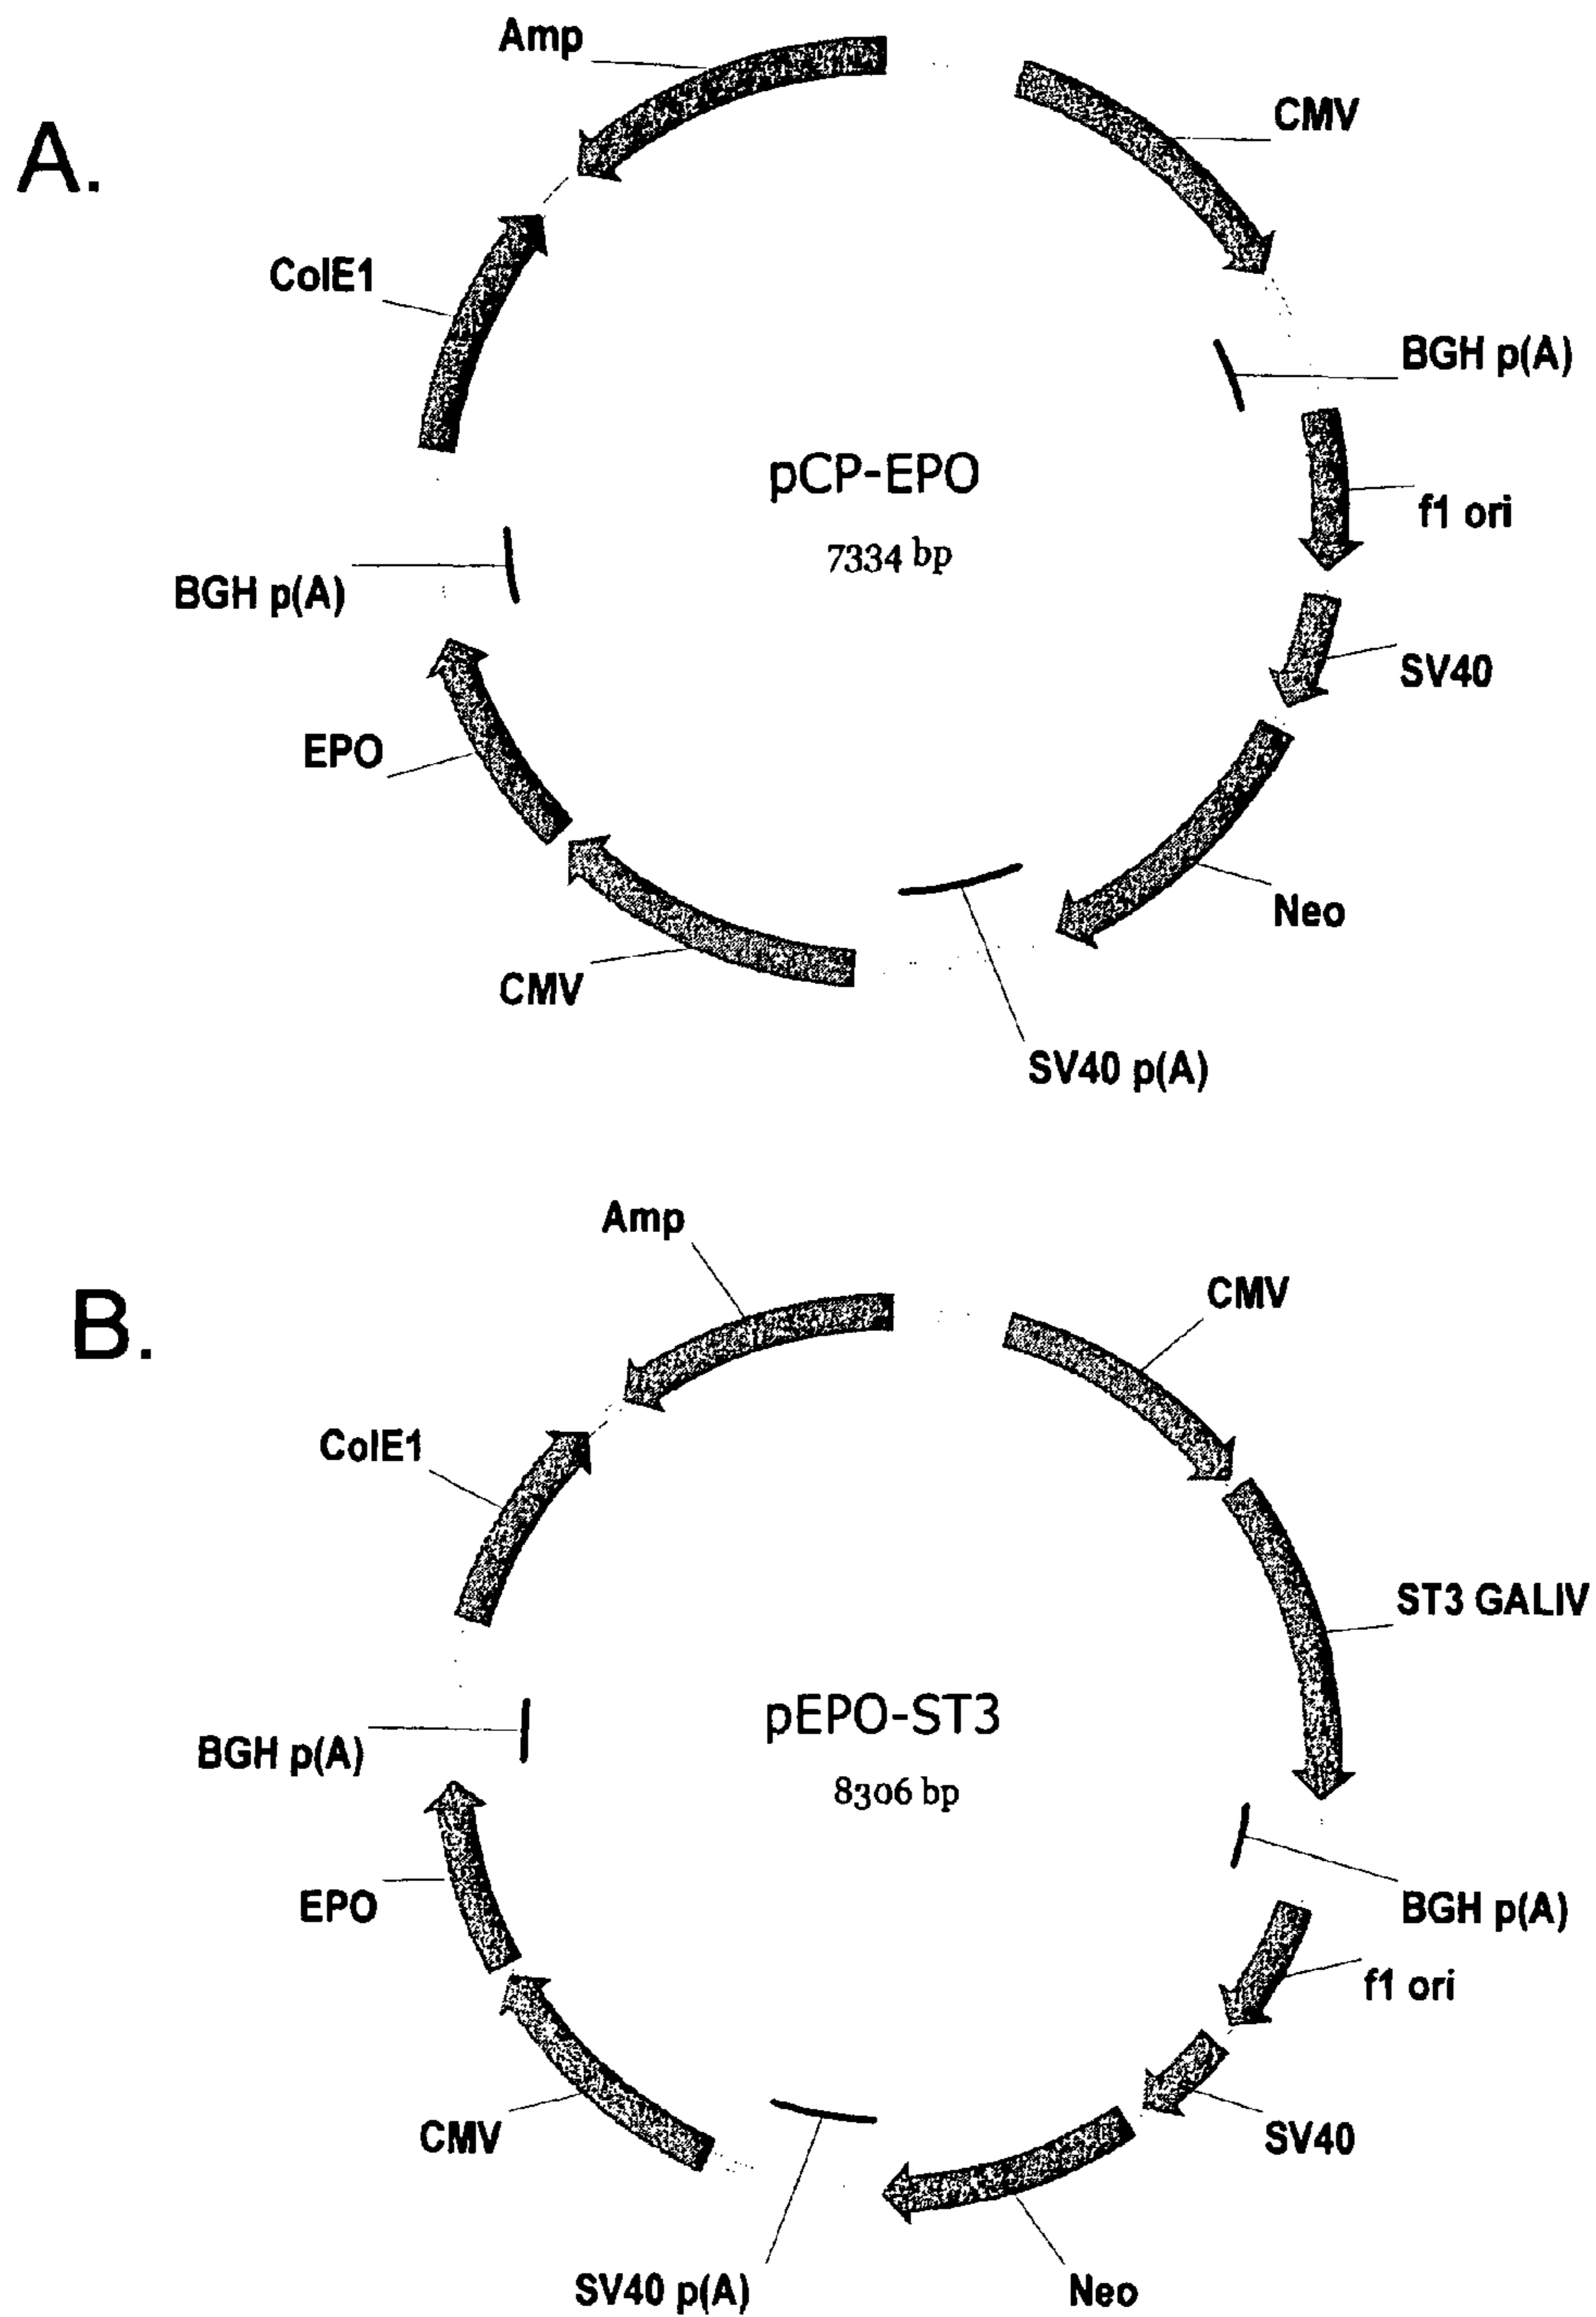 A.
Amp
CMV
ColE1
BGH p(A)
pCP-EPO
f1 ori
7334 bp
BGH p(A)
SV40
EPO
Neo
CMV
SV40 p(A)
B.
Amp
CMV
ColE1
ST3 GALIV
pEPO-ST3
BGH p(A)
8306 bp
EPO
BGH p(A)
f1 ori
CMV
SV40
SV40 p(A)
Neo